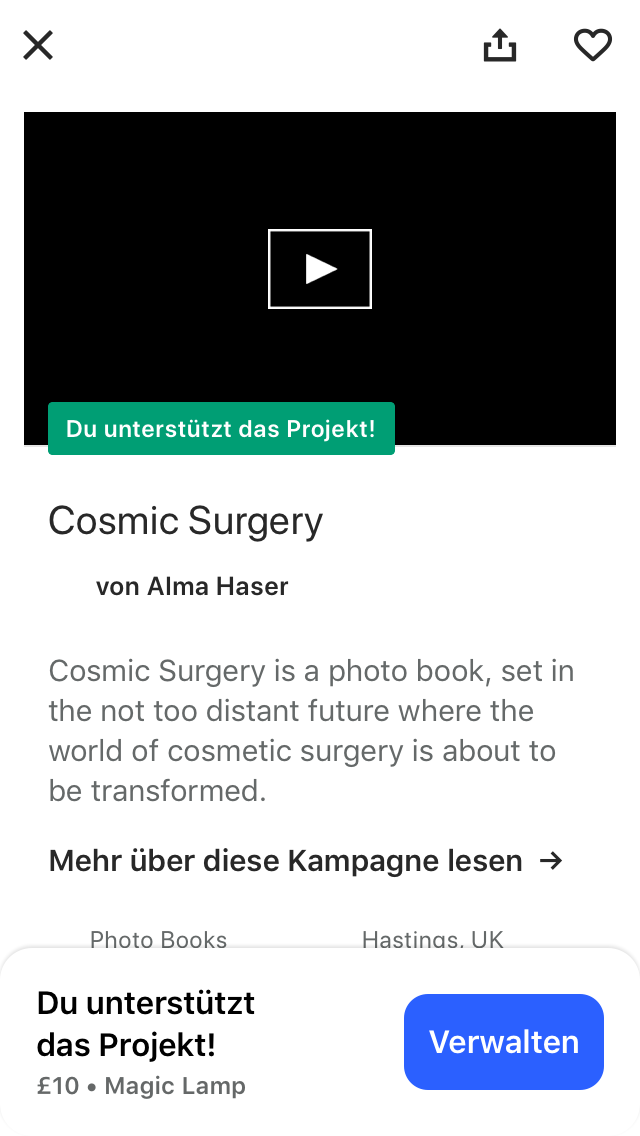 Du unterstützt das Projekt!
Cosmic Surgery
von Alma Haser
Cosmic Surgery is a photo book, set in
the not too distant future where the
world of cosmetic surgery is about to
be transformed.
Mehr über diese Kampagne lesen →
Photo Books
Hastings, UK
Du unterstützt
das Projekt!
£10 • Magic Lamp
Verwalten